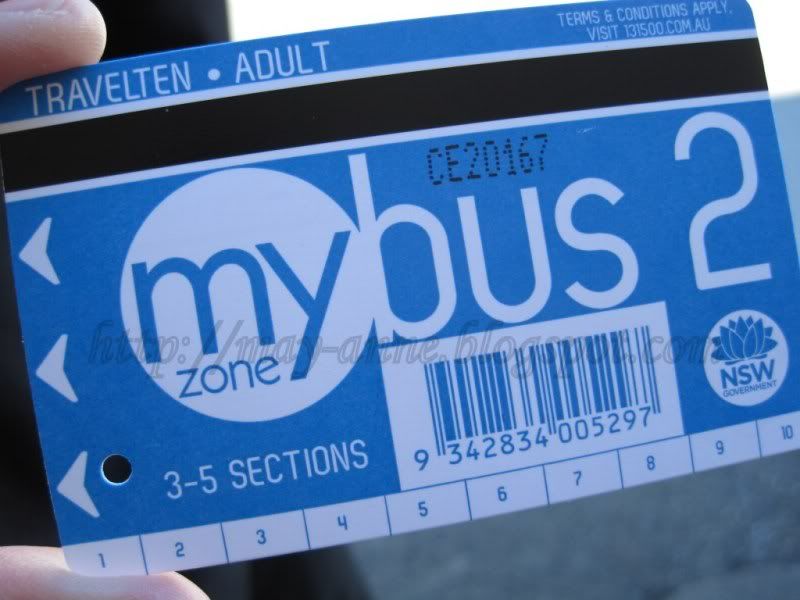 TRAVELTEN • ADULT
TERMS & CONDITIONS APPLY.
VISIT 131500.COM.AU
CE20167
mybus 2
zone
http://may-anne.blogspot.com
NSW
GOVERNMENT
9 342834 005297
3-5 SECTIONS
1 2 3 4 5 6 7 8 9 10